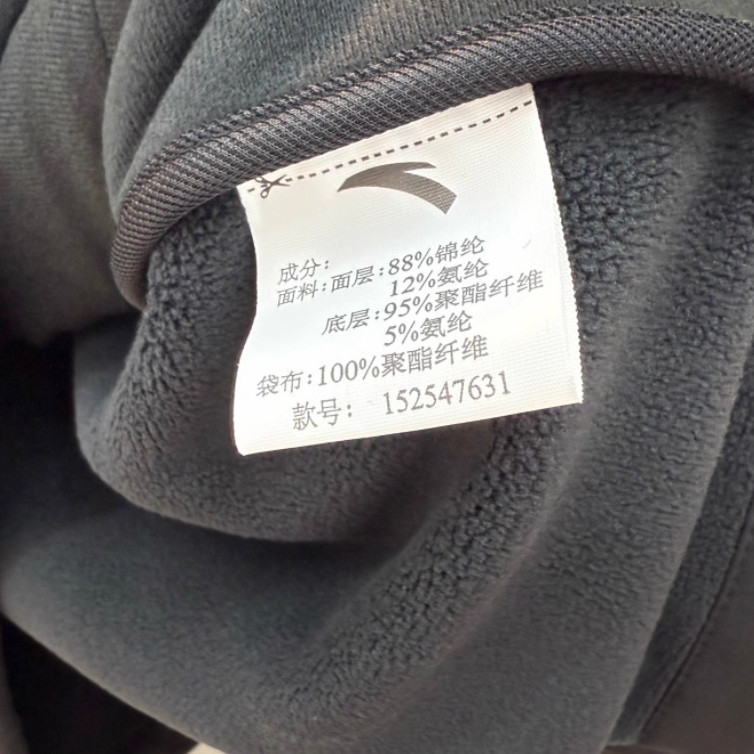 成分：
面料：面层：88%锦纶
12%氨纶
底层：95%聚酯纤维
5%氨纶
袋布：100%聚酯纤维
款号： 152547631